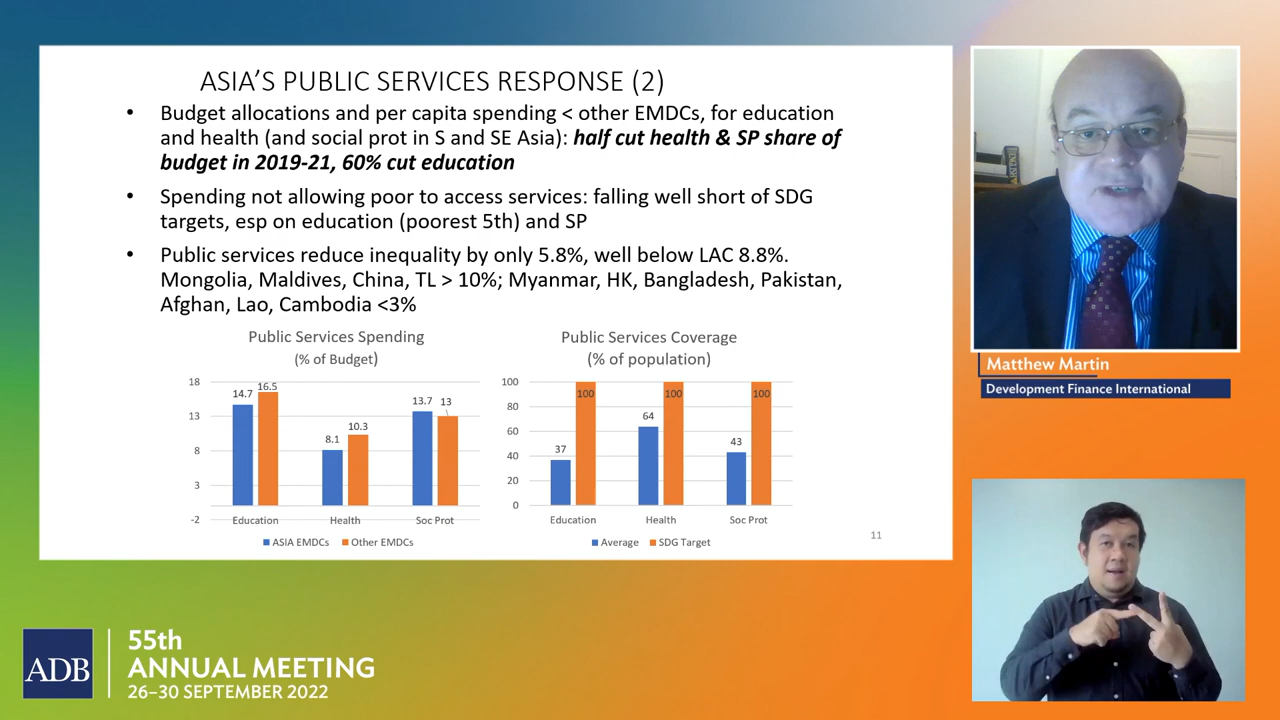 ASIA'S PUBLIC SERVICES RESPONSE (2)
• Budget allocations and per capita spending < other EMDCs, for education
and health (and social prot in S and SE Asia): half cut health & SP share of
budget in 2019-21, 60% cut education
• Spending not allowing poor to access services: falling well short of SDG
targets, esp on education (poorest 5th) and SP
• Public services reduce inequality by only 5.8%, well below LAC 8.8%.
Mongolia, Maldives, China, TL > 10%; Myanmar, HK, Bangladesh, Pakistan,
Afghan, Lao, Cambodia <3%
Public Services Spending
(% of Budget)
18
13
8
3
-2
14.7
16.5
8.1
10.3
13.7
13
Education
Health
Soc Prot
ASIA EMDCs
Other EMDCs
Public Services Coverage
(% of population)
100
80
60
40
20
0
37
100
64
100
43
100
Education
Health
Soc Prot
Average
SDG Target
11
Matthew Martin
Development Finance International
ADB
55th
ANNUAL MEETING
26–30 SEPTEMBER 2022